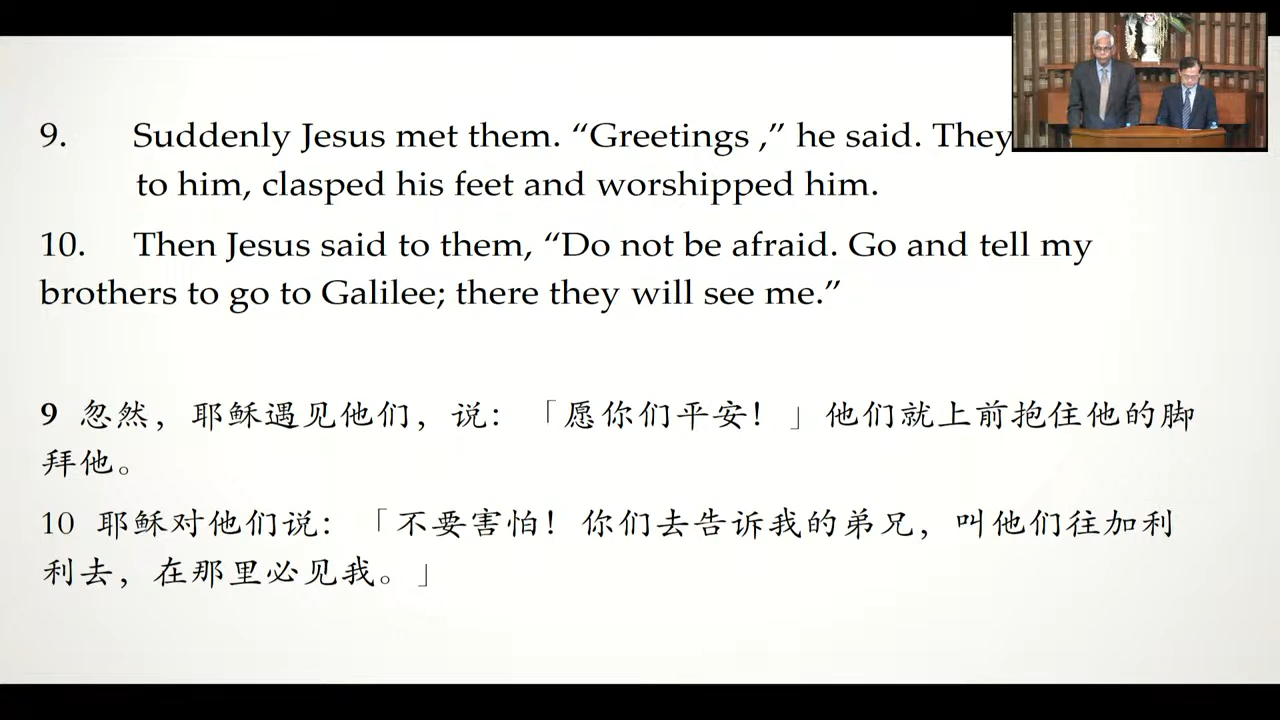 9. Suddenly Jesus met them. “Greetings ,” he said. They
to him, clasped his feet and worshipped him.
10. Then Jesus said to them, “Do not be afraid. Go and tell my
brothers to go to Galilee; there they will see me.”
9 忽然，耶稣遇见他们，说：「愿你们平安！」他们就上前抱住他的脚
拜他。
10 耶稣对他们说：「不要害怕！你们去告诉我的弟兄，叫他们往加利
利去，在那里必见我。」